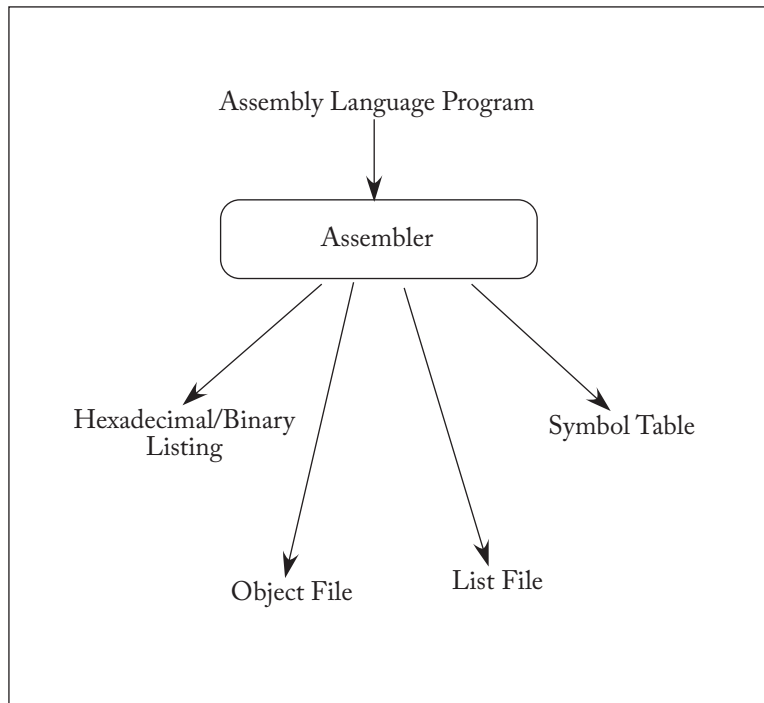 Assembly Language Program
Assembler
Hexadecimal/Binary
Listing
Symbol Table
Object File
List File